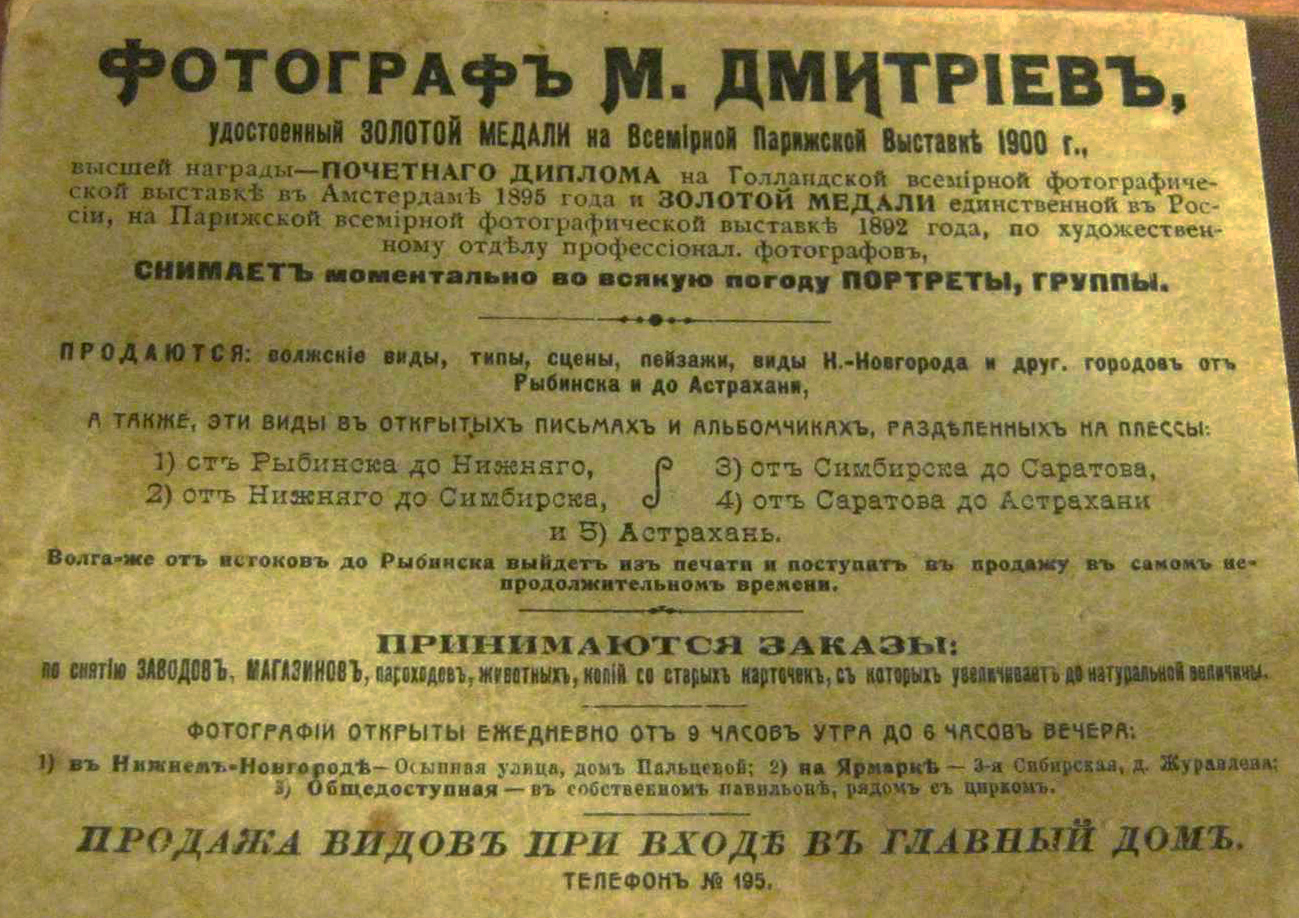 ФОТОГРАФЪ М. ДМИТРІЕВЪ,
удостоенный ЗОЛОТОЙ МЕДАЛИ на Всемірной Парижской Выставкѣ 1900 г.,
высшей награды—ПОЧЕТНАГО ДИПЛОМА на Голландской всемірной фотографиче-
ской выставкѣ въ Амстердамѣ 1895 года и ЗОЛОТОЙ МЕДАЛИ единственной въ Рос-
сіи, на Парижской всемірной фотографической выставкѣ 1892 года, по художествен-
ному отдѣлу профессіонал. фотографовъ,
СНИМАЕТЪ моментально во всякую погоду ПОРТРЕТЫ, ГРУППЫ.
ПРОДАЮТСЯ: волжскіе виды, типы, сцены, пейзажи, виды Н.-Новгорода и друг. городовъ отъ
Рыбинска и до Астрахани,
А ТАКЖЕ, ЭТИ ВИДЫ ВЪ ОТКРЫТЫХЪ ПИСЬМАХЪ И АЛЬБОМЧИКАХЪ, РАЗДѢЛЕННЫХЪ НА ПЛЕССЫ:
1) отъ Рыбинска до Нижняго, 3) отъ Симбирска до Саратова,
2) отъ Нижняго до Симбирска, 4) отъ Саратова до Астрахани
и 5) Астрахань.
Волга-же отъ истоковъ до Рыбинска выйдетъ изъ печати и поступатъ въ продажу въ самомъ не-
продолжительномъ времени.
ПРИНИМАЮТСЯ ЗАКАЗЫ:
по снятію ЗАВОДОВЪ, МАГАЗИНОВЪ, пароходовъ, животныхъ, копій со старыхъ карточекъ, съ которыхъ увеличиваетъ до натуральной величины.
ФОТОГРАФІИ ОТКРЫТЫ ЕЖЕДНЕВНО ОТЪ 9 ЧАСОВЪ УТРА ДО 6 ЧАСОВЪ ВЕЧЕРА:
1) въ Нижнемъ-Новгородѣ—Осыпная улица, домъ Пальцевой; 2) на Ярмаркѣ — 3-я Сибирская, д. Журавлева;
3) Общедоступная — въ собственномъ павильонѣ, рядомъ съ циркомъ.
ПРОДАЖА ВИДОВЪ ПРИ ВХОДѢ ВЪ ГЛАВНЫЙ ДОМЪ.
ТЕЛЕФОНЪ № 195.